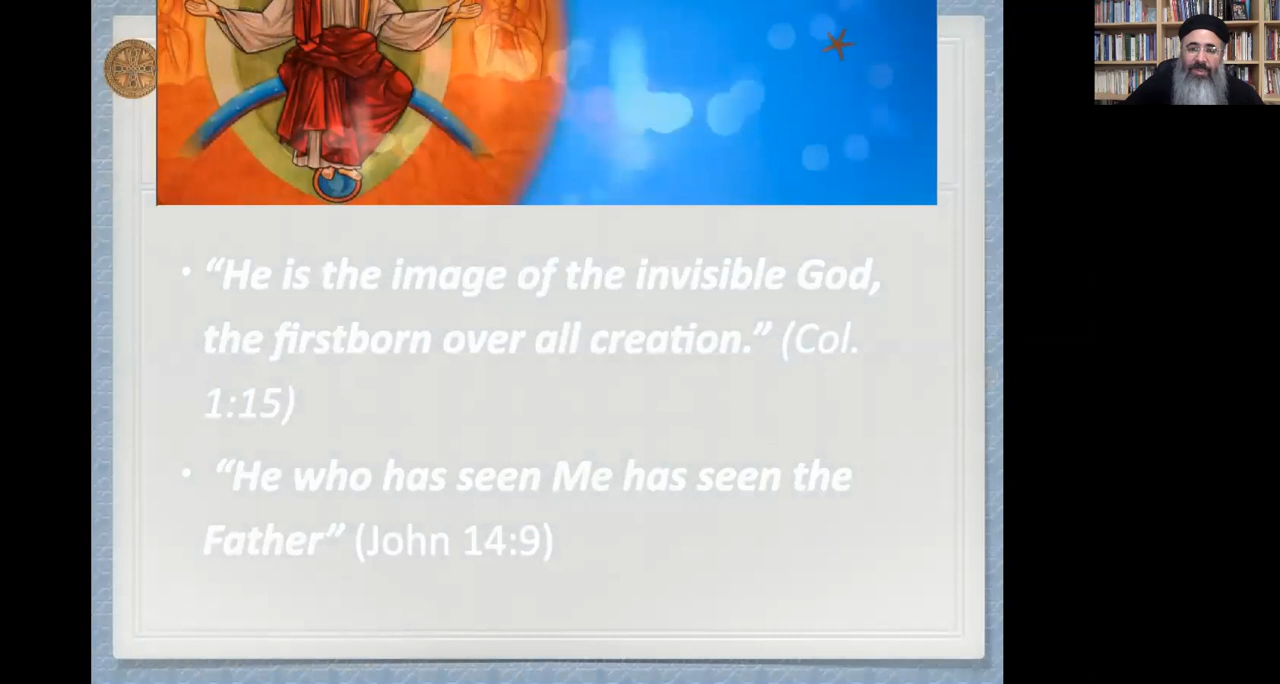 • “He is the image of the invisible God,
the firstborn over all creation.” (Col.
1:15)
• “He who has seen Me has seen the
Father” (John 14:9)